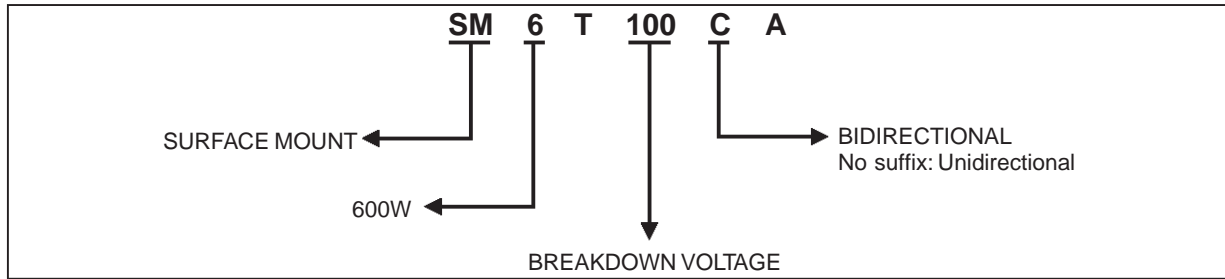 SM 6 T 100 C A
SURFACE MOUNT
BIDIRECTIONAL
No suffix: Unidirectional
600W
BREAKDOWN VOLTAGE